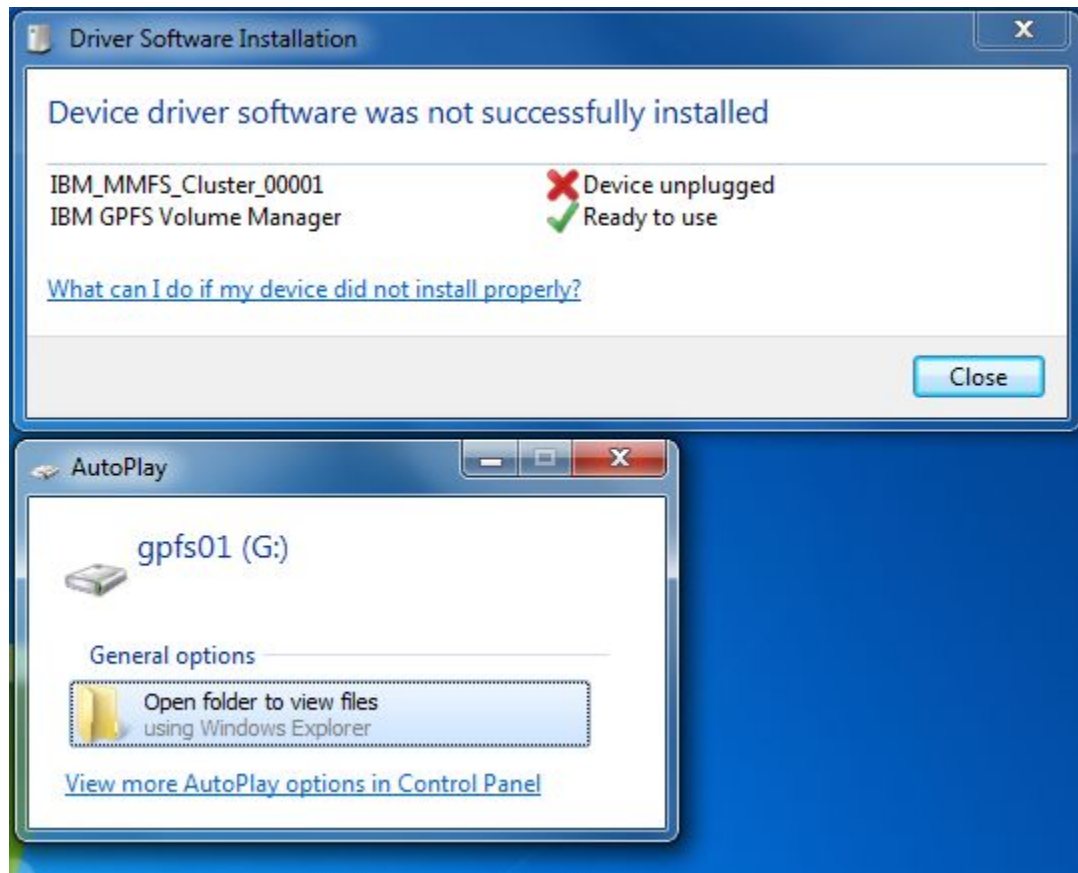 Driver Software Installation
Device driver software was not successfully installed
IBM_MMFS_Cluster_00001 Device unplugged
IBM GPFS Volume Manager Ready to use
What can I do if my device did not install properly?
Close
AutoPlay
gpfs01 (G:)
General options
Open folder to view files
using Windows Explorer
View more AutoPlay options in Control Panel